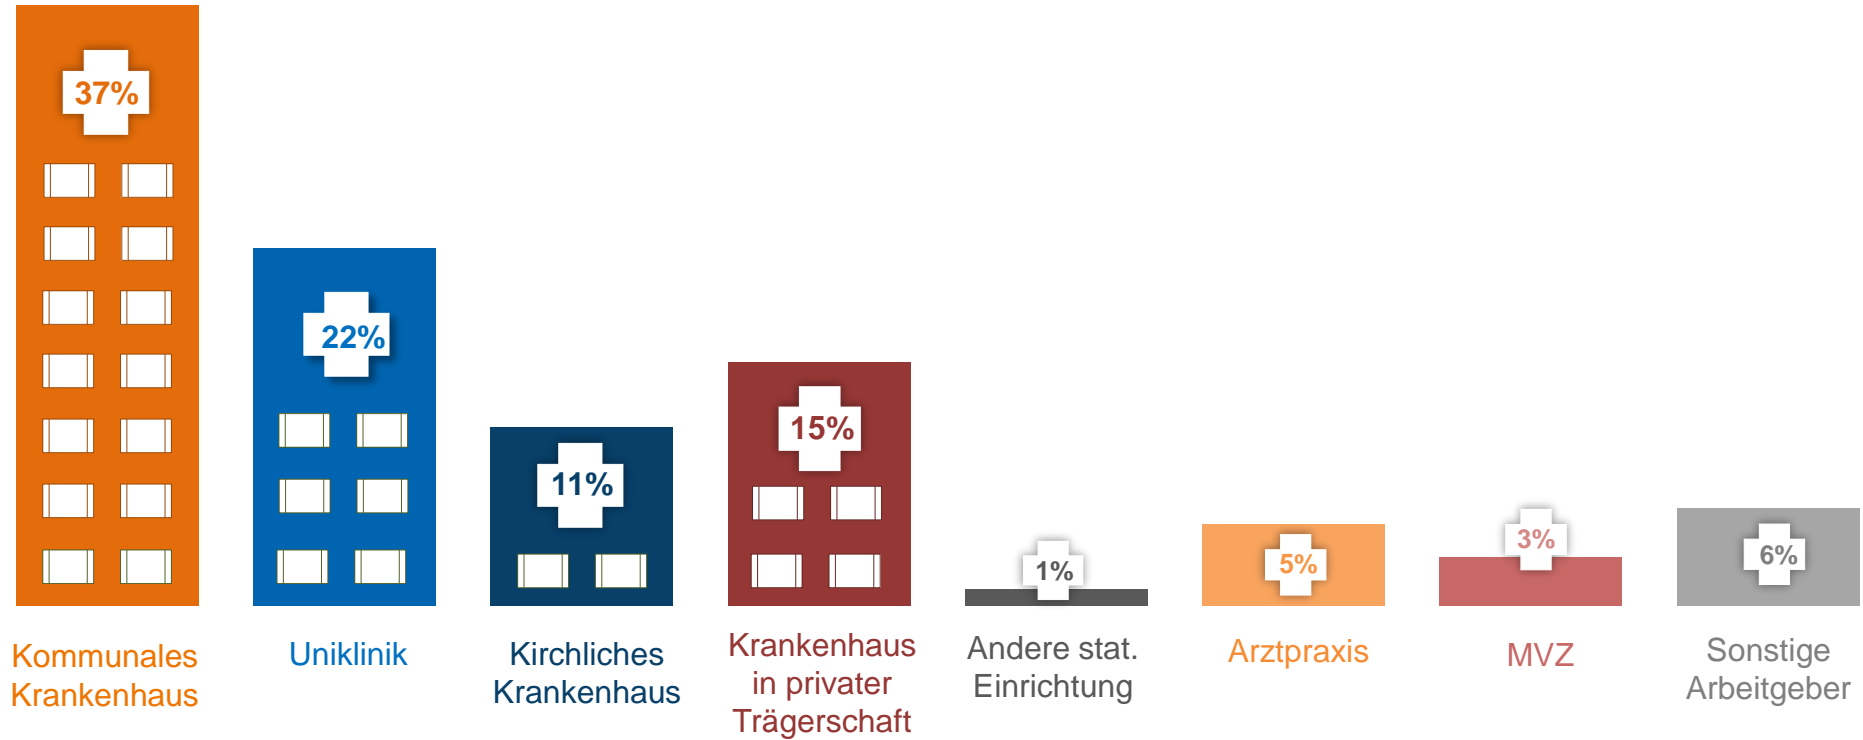 37%
22%
11%
15%
1%
5%
3%
6%
Kommunales
Krankenhaus
Uniklinik
Kirchliches
Krankenhaus
Krankenhaus
in privater
Trägerschaft
Andere stat.
Einrichtung
Arztpraxis
MVZ
Sonstige
Arbeitgeber